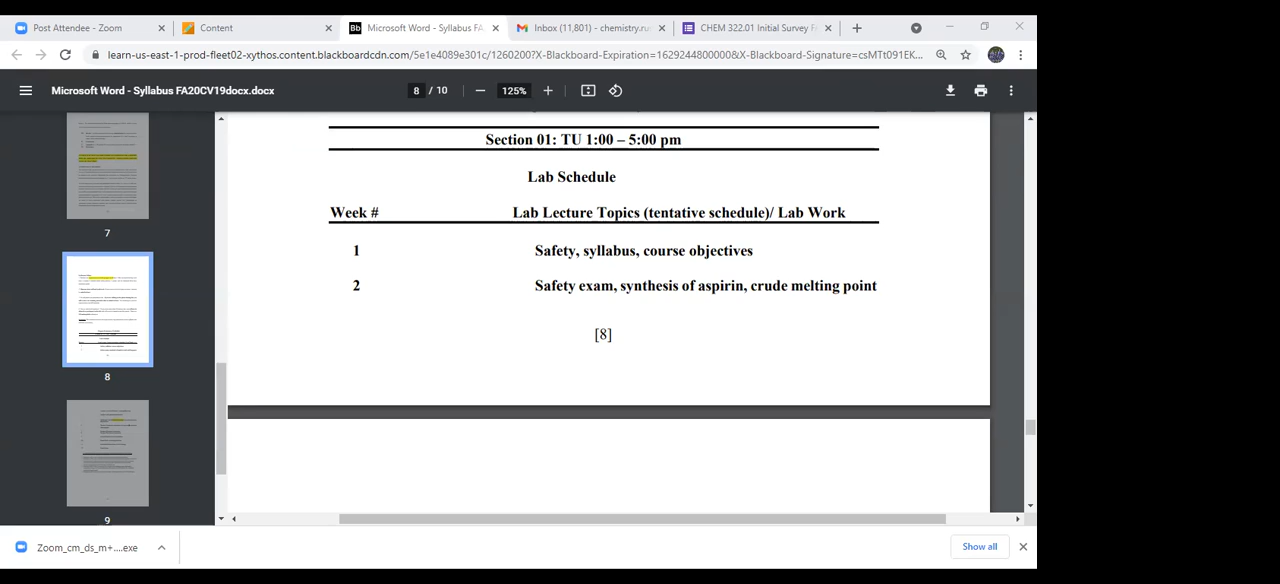 Post Attendee - Zoom
Content
Bb Microsoft Word - Syllabus FA
Inbox (11,801) - chemistry.ru
CHEM 322.01 Initial Survey F
learn-us-east-1-prod-fleet02-xythos.content.blackboardcdn.com/5e1e4089e301c/1260200?X-Blackboard-Expiration=1629244800000&X-Blackboard-Signature=csMTt091EK...
Microsoft Word - Syllabus FA20CV19docx.docx
8 / 10
125%
Section 01: TU 1:00 – 5:00 pm
Lab Schedule
Week # Lab Lecture Topics (tentative schedule)/ Lab Work
1 Safety, syllabus, course objectives
2 Safety exam, synthesis of aspirin, crude melting point
[8]
7
8
9
Zoom_cm_ds_m+....exe
Show all